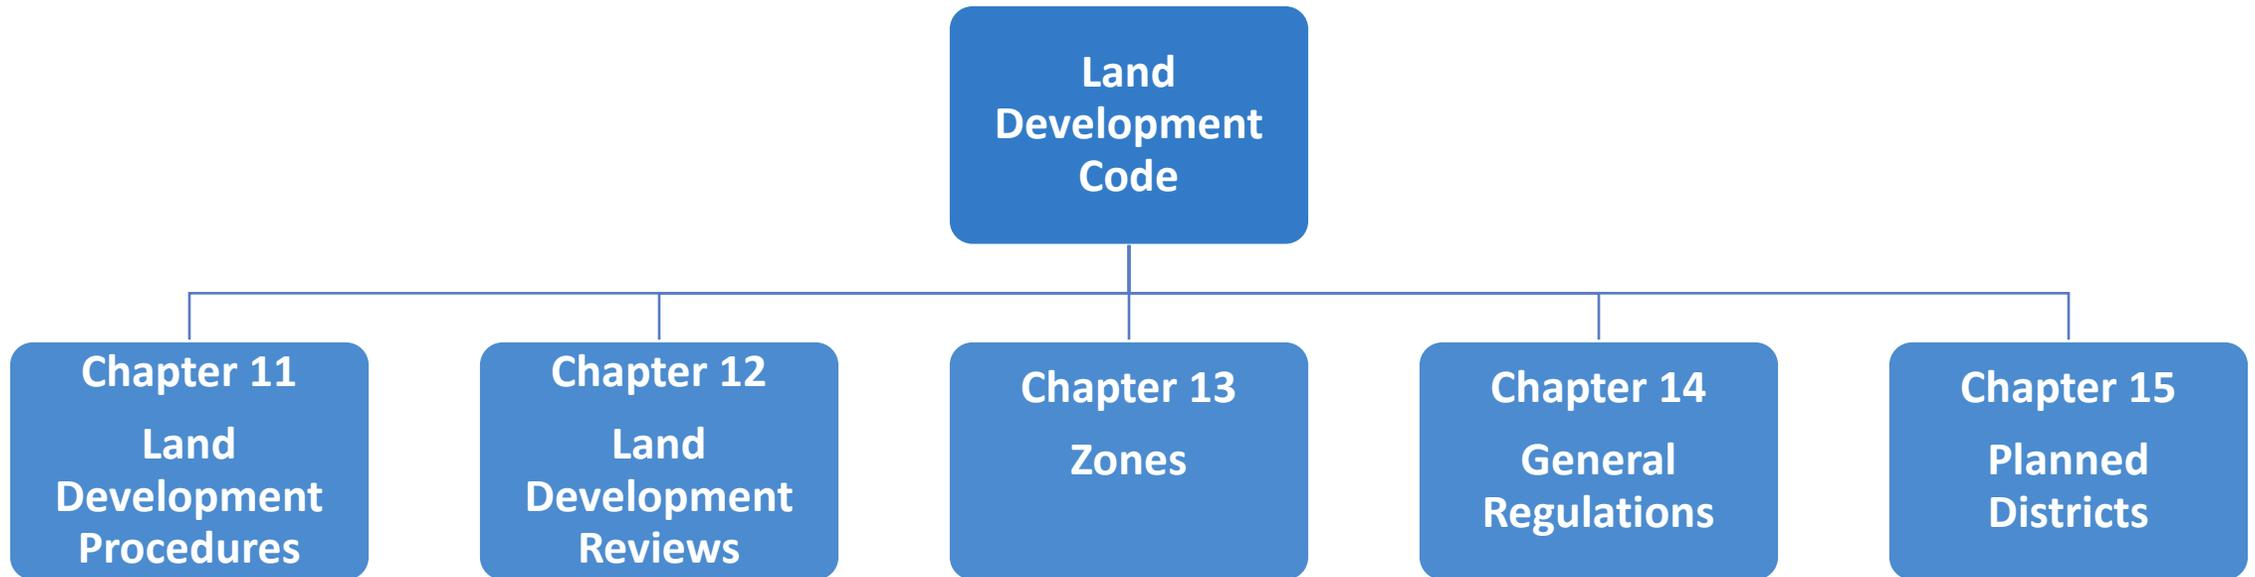 Land
Development
Code
Chapter 11
Land
Development
Procedures
Chapter 12
Land
Development
Reviews
Chapter 13
Zones
Chapter 14
General
Regulations
Chapter 15
Planned
Districts